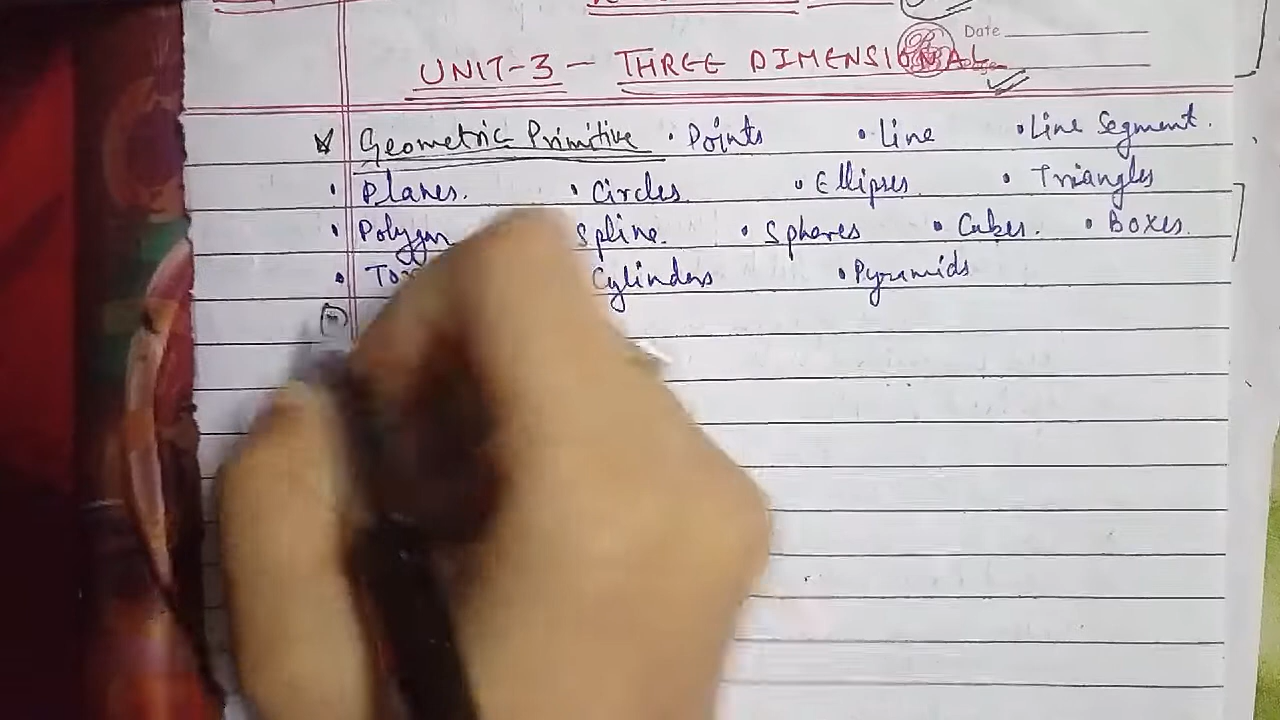 Date
UNIT-3 - THREE DIMENSIONAL
Geometric Primitive • Points • Line • Line Segment.
• Planes. • Circles. • Ellipses. • Triangles
• Polygon Spline. • Spheres • Cubes. • Boxes.
• Cylinders • Pyramids